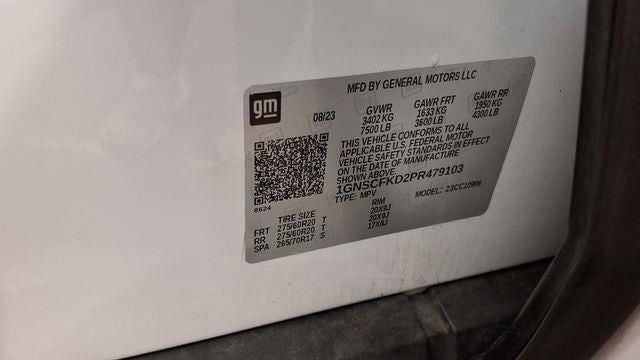 MFD BY GENERAL MOTORS LLC
gm
08/23
GVWR GAWR FRT GAWR RR
3402 KG 1633 KG 1950 KG
7500 LB 3600 LB 4300 LB
THIS VEHICLE CONFORMS TO ALL
APPLICABLE U.S. FEDERAL MOTOR
VEHICLE SAFETY STANDARDS IN EFFECT
ON THE DATE OF MANUFACTURE
SHOWN ABOVE.
1GNSCFKD2PR479103
TYPE: MPV MODEL: 23CC10906
8624
TIRE SIZE RIM
FRT 275/60R20 T 20X9J
RR 275/60R20 T 20X9J
SPA 265/70R17 S 17X8J